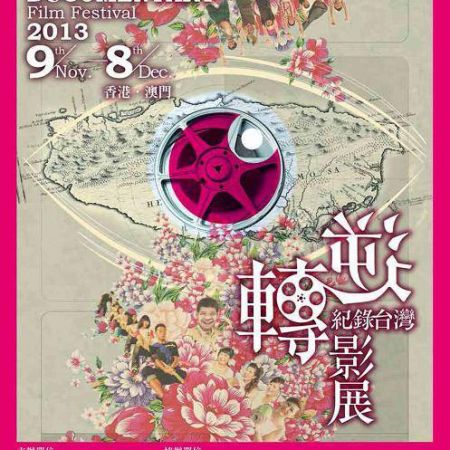 DOCUMENTARY
Film Festival
2013
9th/Nov. - 8th/Dec.
香港・澳門
逆轉
紀錄台灣
影展